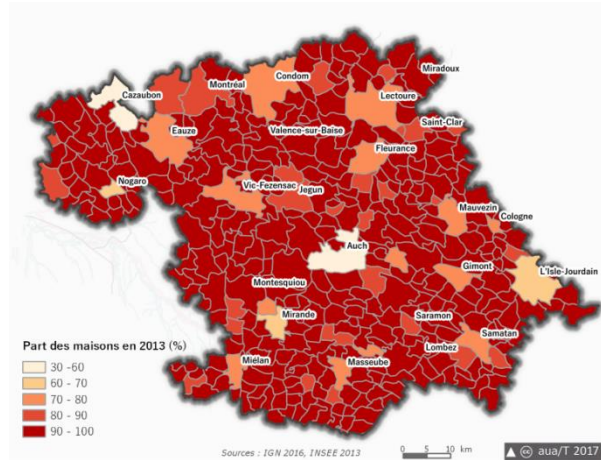 Condom
Miradoux
Cazaubon
Montréal
Lectoure
Saint-Clar
Eauze
Valence-sur-Baïse
Fleurance
Nogaro
Vic-Fezensac
Jegun
Mauvezin
Cologne
Auch
L'Isle-Jourdain
Gimont
Montesquiou
Mirande
Saramon
Samatan
Lombez
Miélan
Masseube
Part des maisons en 2013 (%)
30 -60
60 - 70
70 - 80
80 - 90
90 - 100
Sources : IGN 2016, INSEE 2013
0 5 10 km
cc aua/T 2017